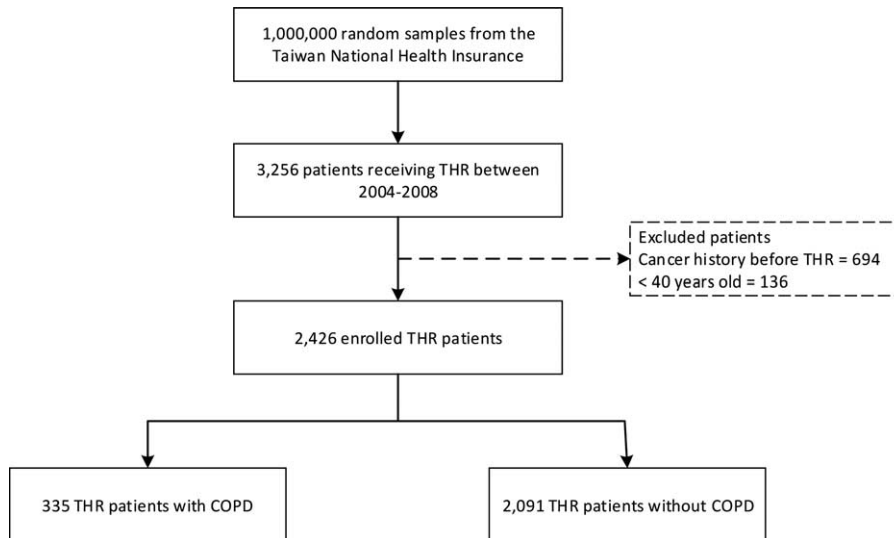 1,000,000 random samples from the
Taiwan National Health Insurance
3,256 patients receiving THR between
2004-2008
Excluded patients
Cancer history before THR = 694
< 40 years old = 136
2,426 enrolled THR patients
335 THR patients with COPD
2,091 THR patients without COPD